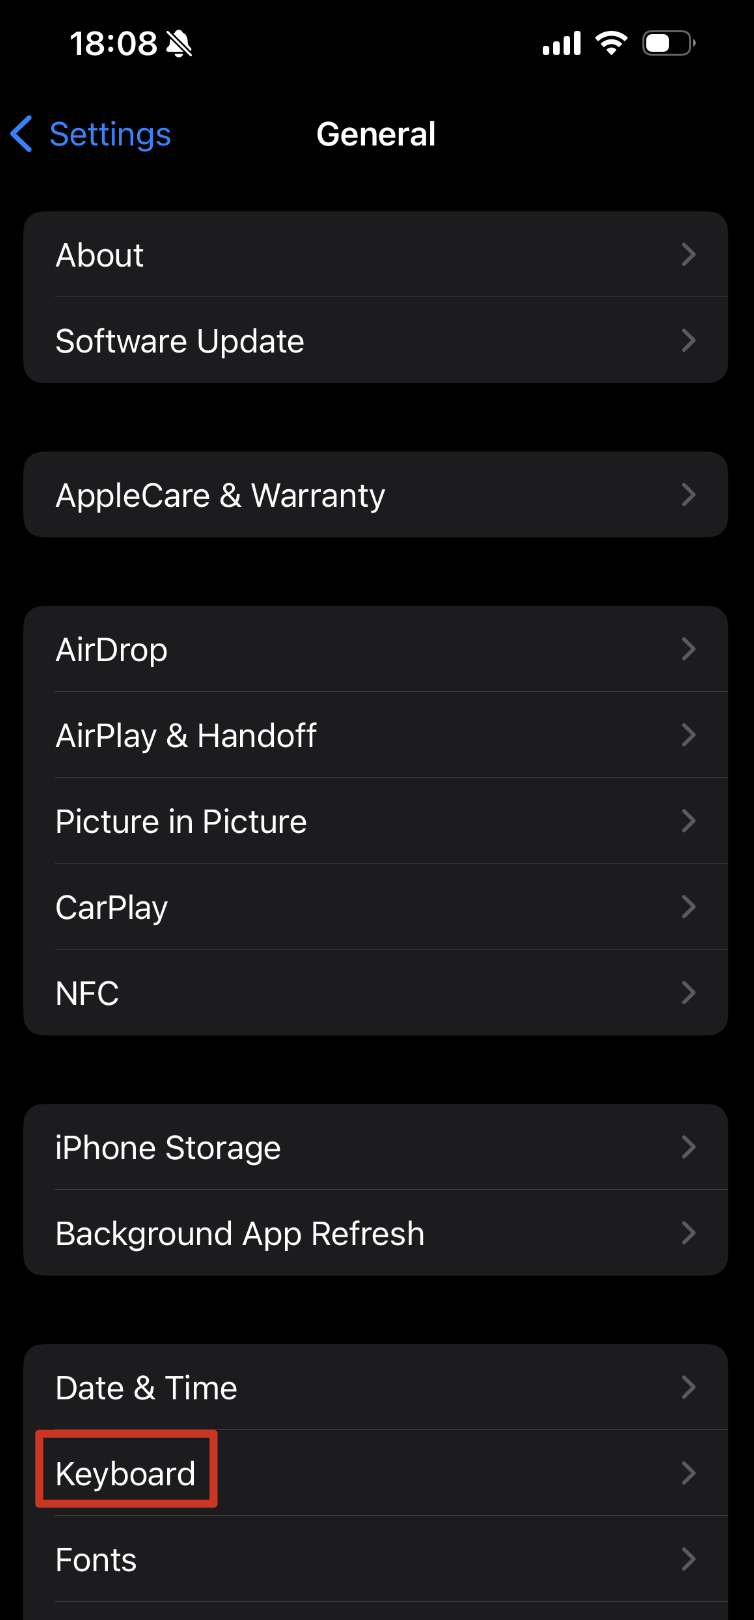 18:08
Settings
General
About
Software Update
AppleCare & Warranty
AirDrop
AirPlay & Handoff
Picture in Picture
CarPlay
NFC
iPhone Storage
Background App Refresh
Date & Time
Keyboard
Fonts